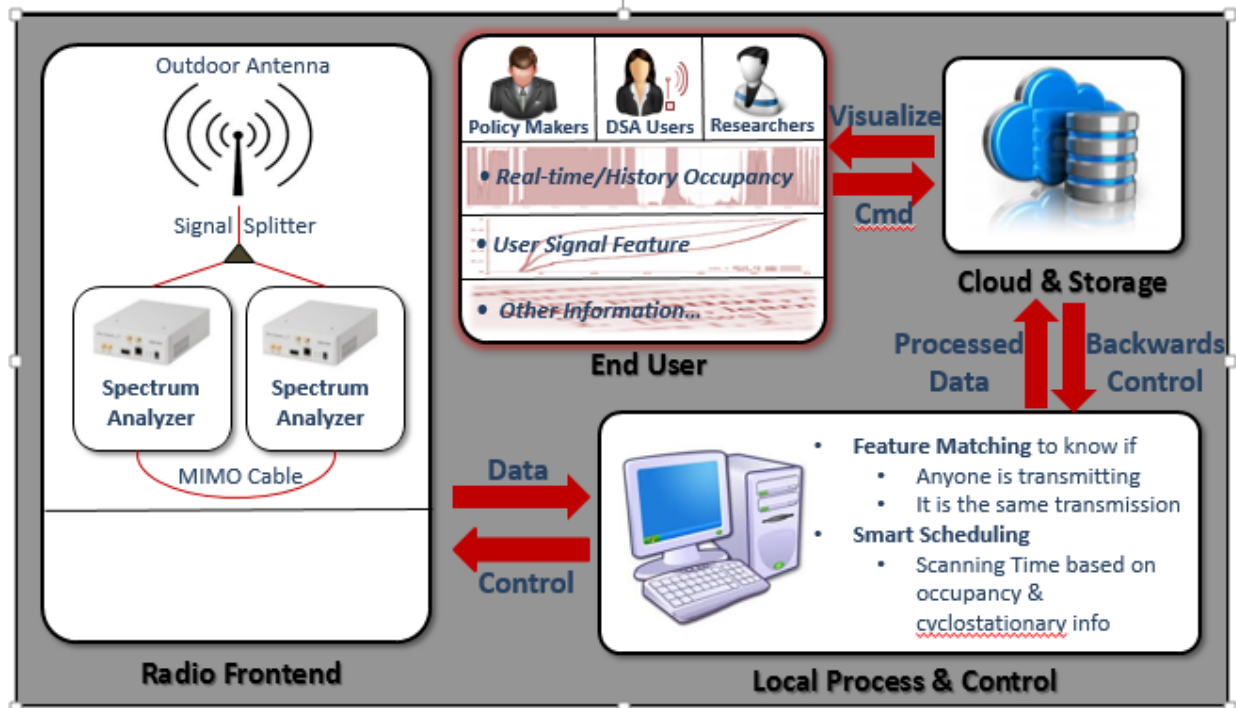 Outdoor Antenna
Signal Splitter
Spectrum
Analyzer
Spectrum
Analyzer
MIMO Cable
Radio Frontend
Policy Makers
DSA Users
Researchers
• Real-time/History Occupancy
• User Signal Feature
• Other Information...
End User
Visualize
Cmd
Cloud & Storage
Processed
Data
Backwards
Control
Data
Control
• Feature Matching to know if
• Anyone is transmitting
• It is the same transmission
• Smart Scheduling
• Scanning Time based on
occupancy &
cyclostationary info
Local Process & Control